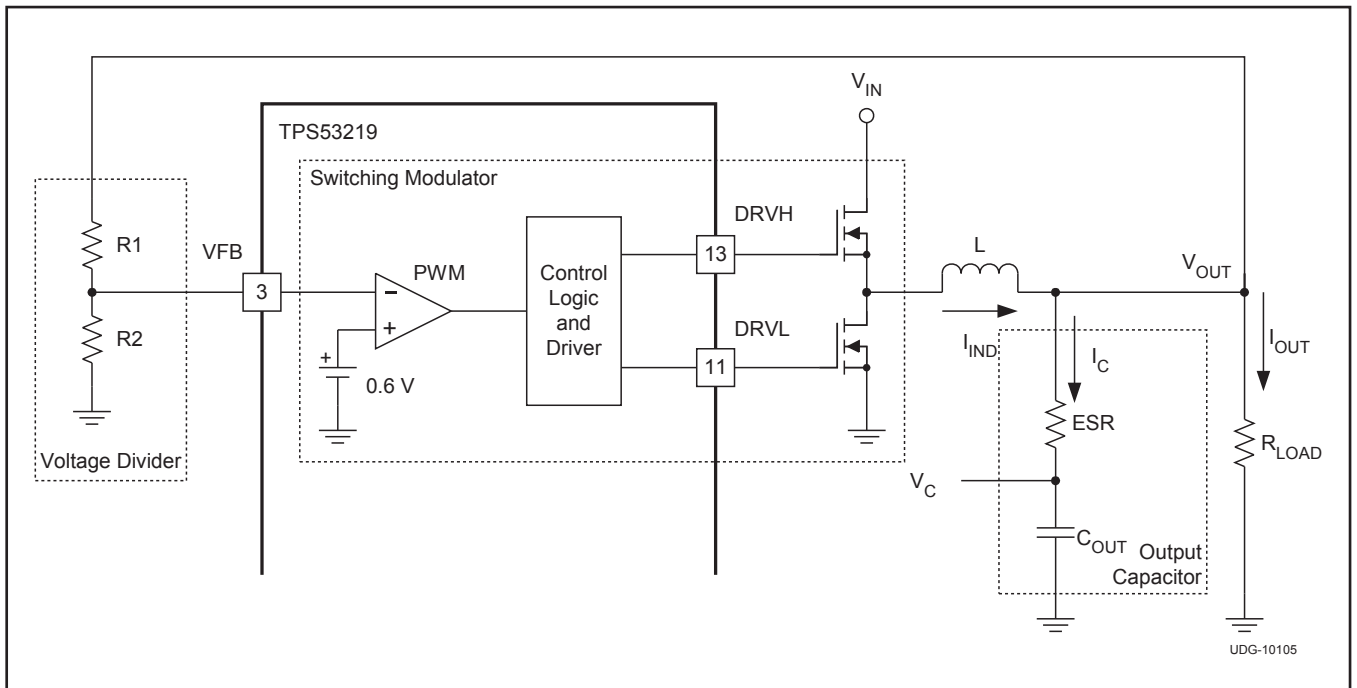 V_IN
TPS53219
Switching Modulator
DRVH
L
R1
VFB
PWM
13
V_OUT
3
−
Control
Logic
and
Driver
+
R2
DRVL
I_IND
I_C
I_OUT
+
0.6 V
11
ESR
R_LOAD
Voltage Divider
V_C
C_OUT
Output
Capacitor
UDG-10105